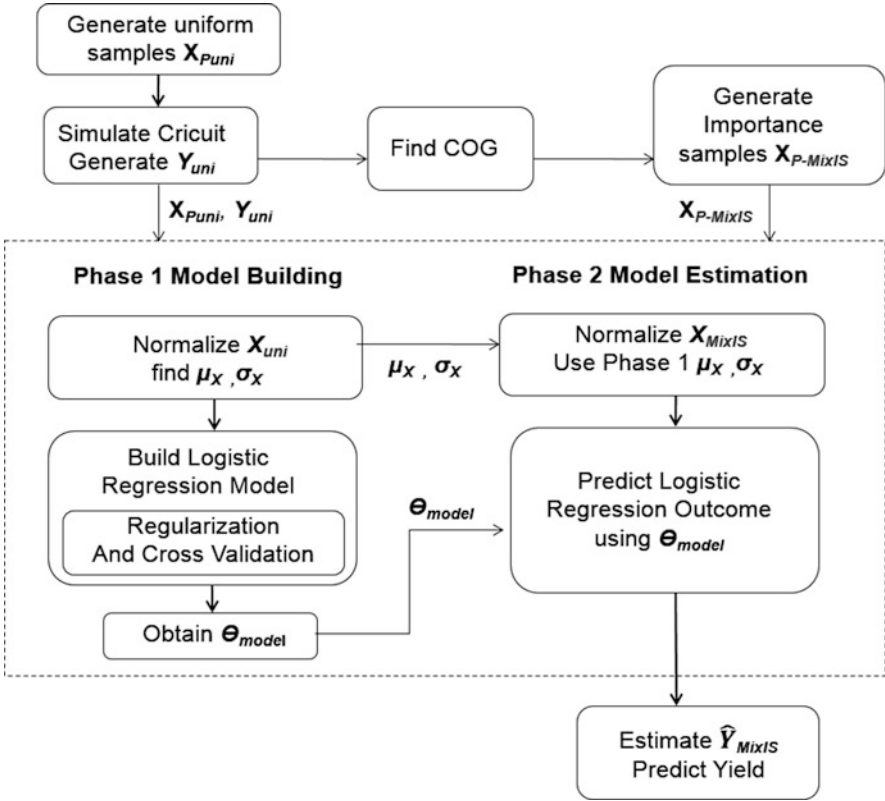 Generate uniform
samples X_Puni
Simulate Cricuit
Generate Y_uni
Find COG
Generate
Importance
samples X_P-MixIS
X_Puni, Y_uni
X_P-MixIS
Phase 1 Model Building
Phase 2 Model Estimation
Normalize X_uni
find μ_X ,σ_X
μ_X , σ_X
Normalize X_MixIS
Use Phase 1 μ_X ,σ_X
Build Logistic
Regression Model
Regularization
And Cross Validation
Obtain Θ_model
Θ_model
Predict Logistic
Regression Outcome
using Θ_model
Estimate Ŷ_MixIS
Predict Yield